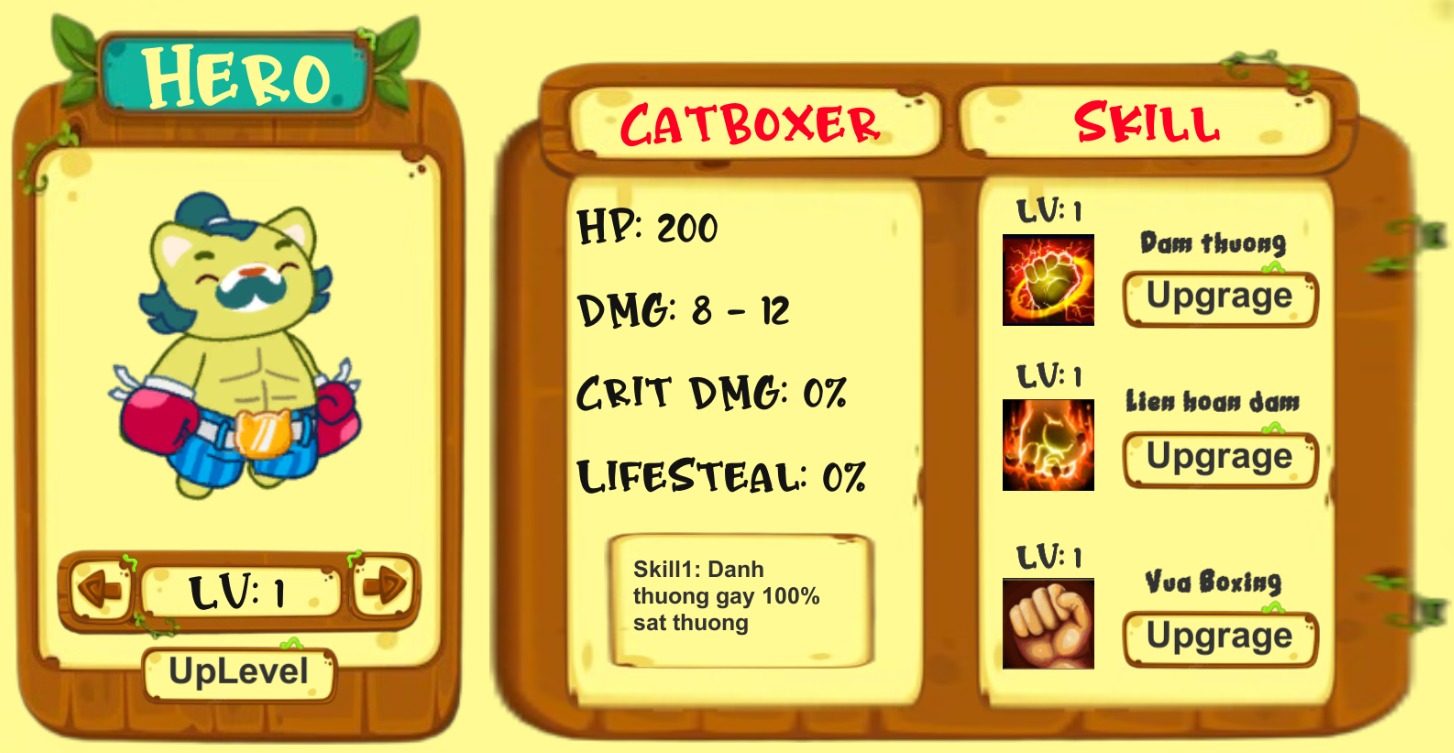 HERO
LV: 1
UpLevel
CATBOXER
HP: 200
DMG: 8 - 12
CRIT DMG: 0%
LIFESTEAL: 0%
Skill1: Danh
thuong gay 100%
sat thuong
SKILL
LV: 1
Dam thuong
Upgrage
LV: 1
Lien hoan dam
Upgrage
LV: 1
Vua Boxing
Upgrage